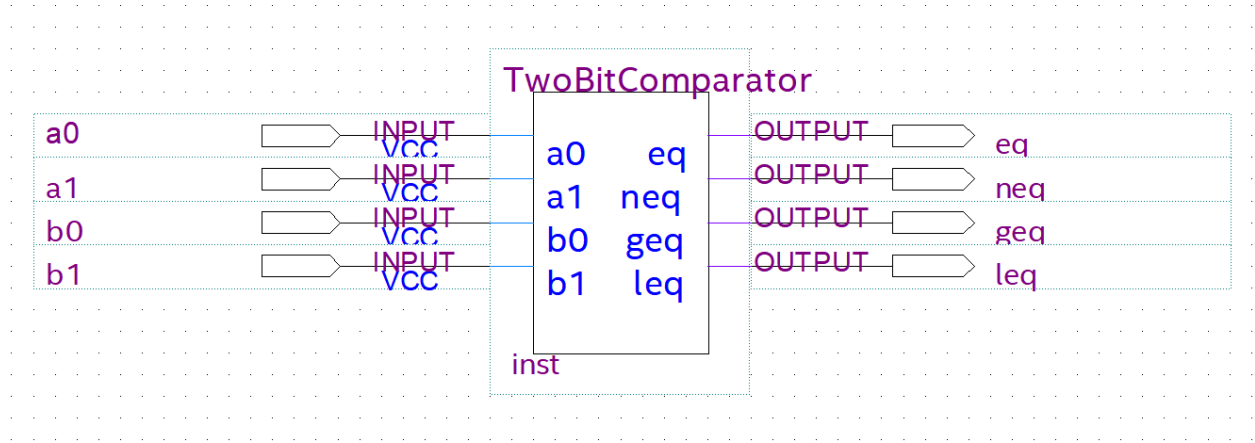 TwoBitComparator
a0 INPUT VCC a0 eq OUTPUT eq
a1 INPUT VCC a1 neq OUTPUT neq
b0 INPUT VCC b0 geq OUTPUT geq
b1 INPUT VCC b1 leq OUTPUT leq
inst